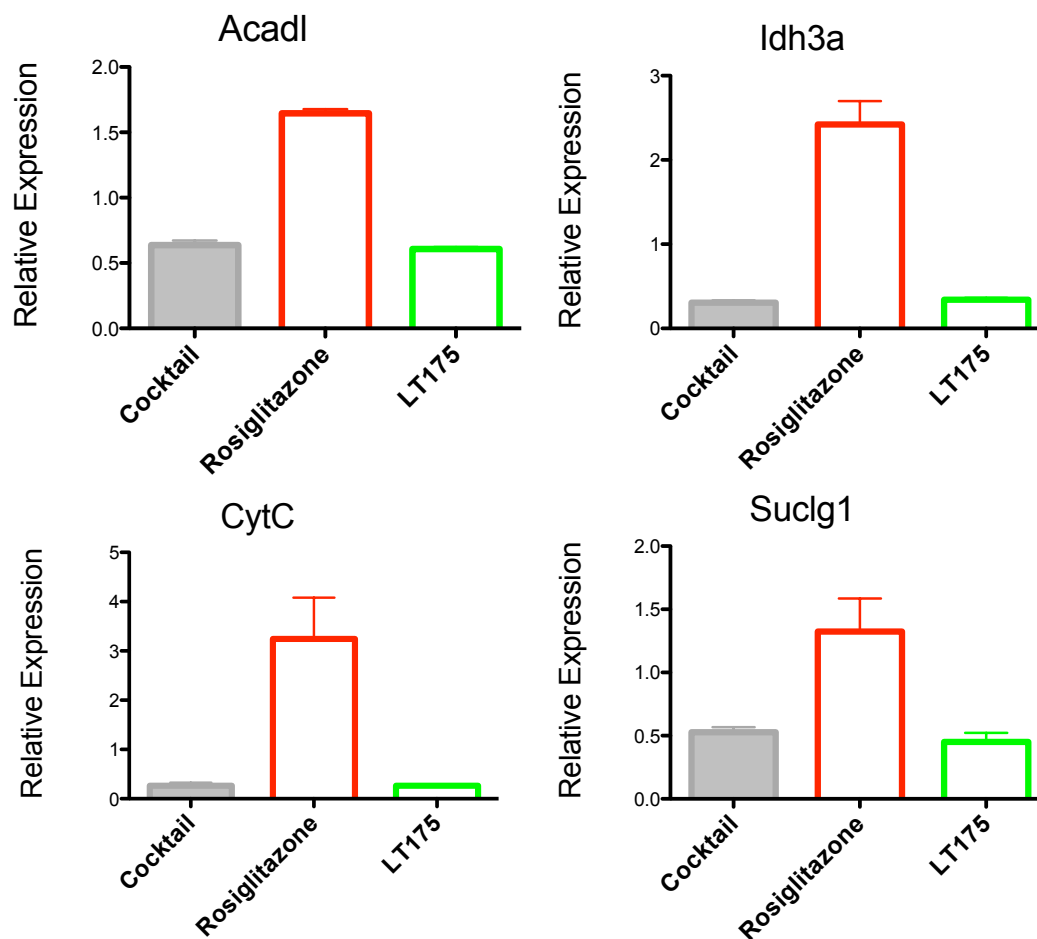 Acadl
Relative Expression
2.0
1.5
1.0
0.5
0.0
Cocktail
Rosiglitazone
LT175
Idh3a
Relative Expression
3
2
1
0
Cocktail
Rosiglitazone
LT175
CytC
Relative Expression
5
4
3
2
1
0
Cocktail
Rosiglitazone
LT175
Suclg1
Relative Expression
2.0
1.5
1.0
0.5
0.0
Cocktail
Rosiglitazone
LT175